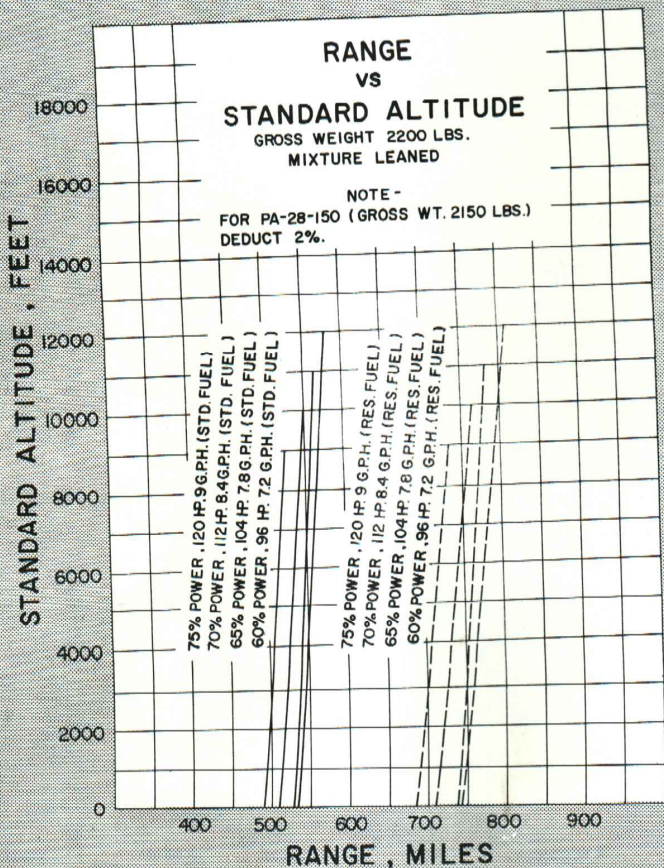 RANGE
VS
STANDARD ALTITUDE
GROSS WEIGHT 2200 LBS.
MIXTURE LEANED
NOTE -
FOR PA-28-150 (GROSS WT. 2150 LBS.)
DEDUCT 2%.
STANDARD ALTITUDE, FEET
18000
16000
14000
12000
10000
8000
6000
4000
2000
0
75% POWER, 120 HP. 9 G.P.H. (STD. FUEL)
70% POWER, 112 HP. 8.4 G.P.H. (STD. FUEL)
65% POWER, 104 HP. 7.8 G.P.H. (STD. FUEL)
60% POWER, 96 HP. 7.2 G.P.H. (STD. FUEL)
75% POWER, 120 HP. 9 G.P.H. (RES. FUEL)
70% POWER, 112 HP. 8.4 G.P.H. (RES. FUEL)
65% POWER, 104 HP. 7.8 G.P.H. (RES. FUEL)
60% POWER, 96 HP. 7.2 G.P.H. (RES. FUEL)
400 500 600 700 800 900
RANGE, MILES